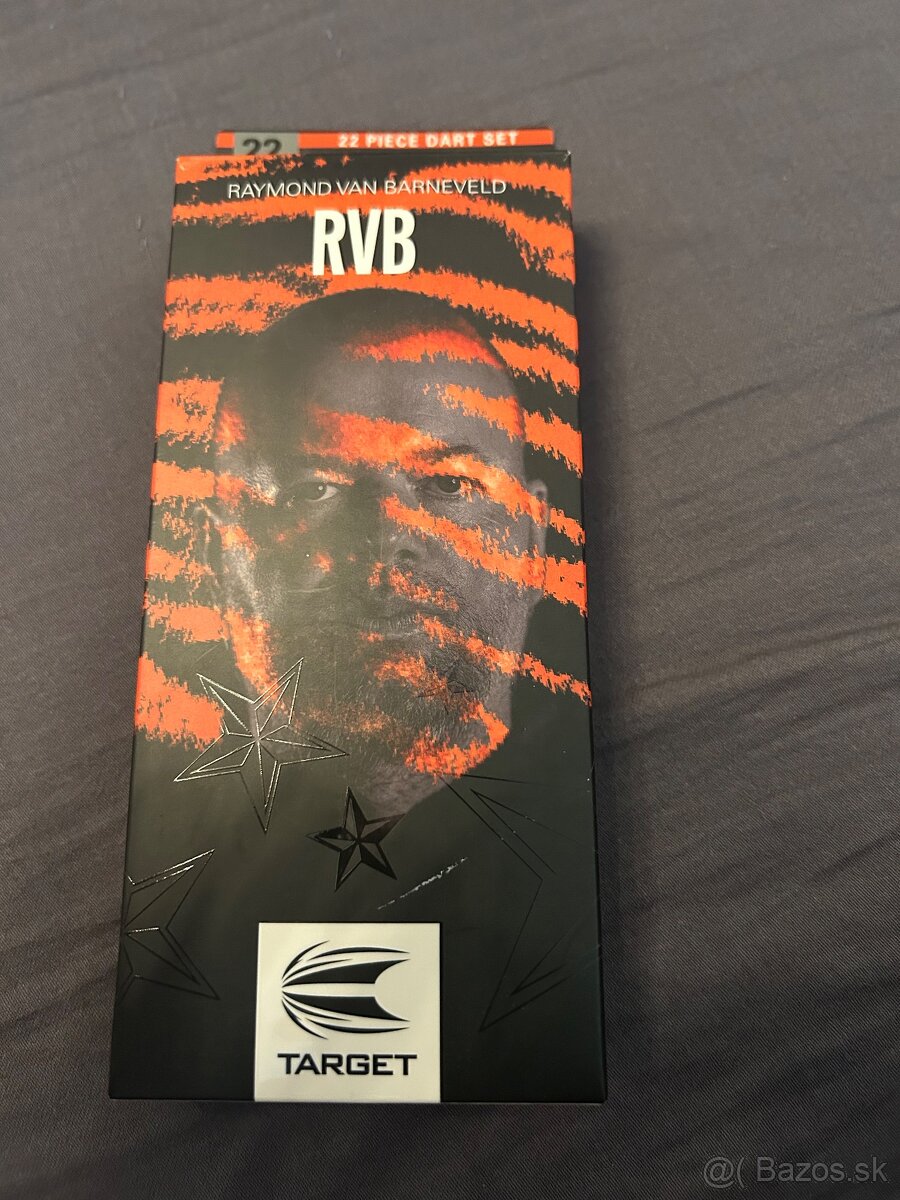 22
22 PIECE DART SET
RAYMOND VAN BARNEVELD
RVB
TARGET
@( Bazos.sk